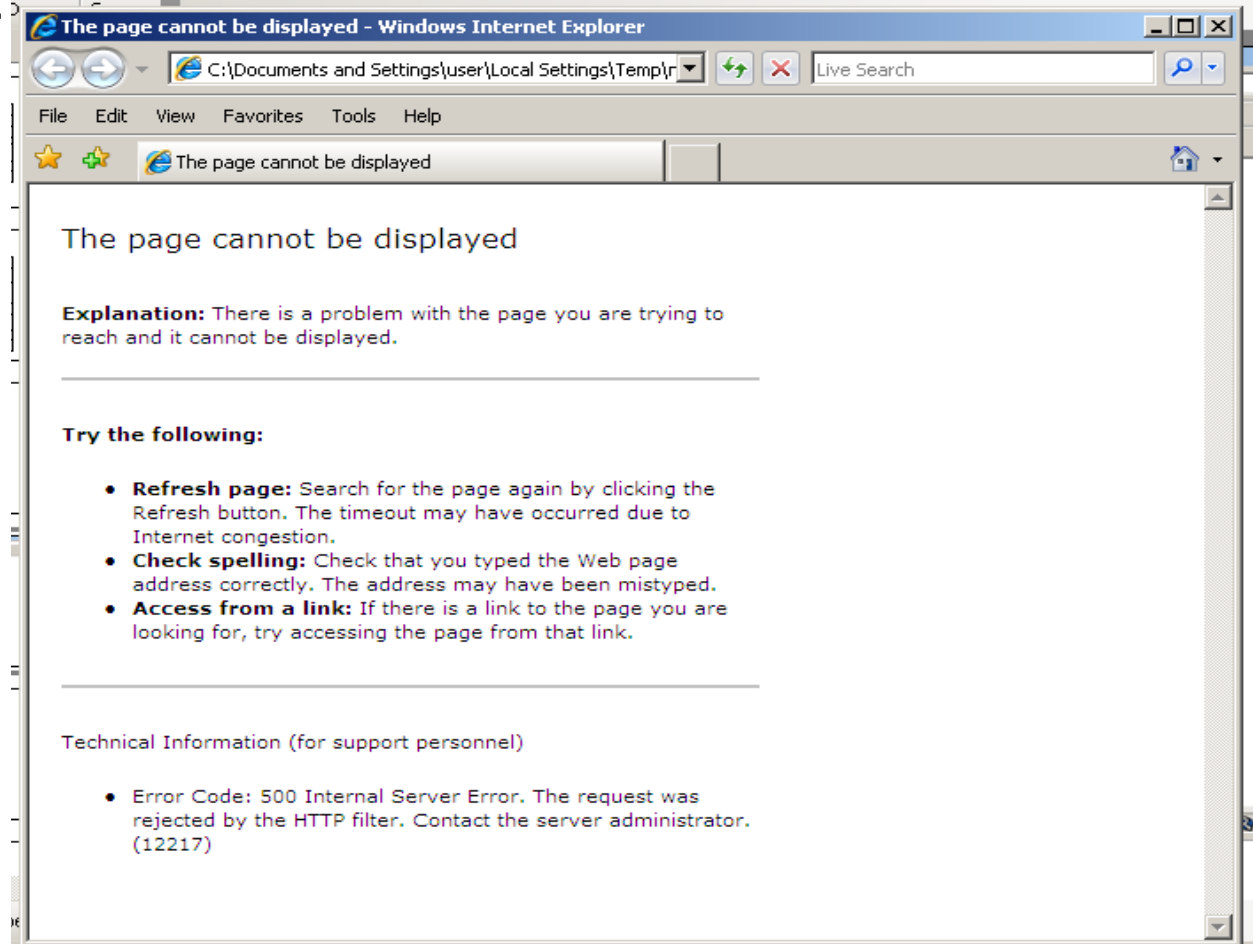 The page cannot be displayed - Windows Internet Explorer
C:\Documents and Settings\user\Local Settings\Temp\r
Live Search
File Edit View Favorites Tools Help
The page cannot be displayed
The page cannot be displayed
Explanation: There is a problem with the page you are trying to
reach and it cannot be displayed.
Try the following:
• Refresh page: Search for the page again by clicking the
Refresh button. The timeout may have occurred due to
Internet congestion.
• Check spelling: Check that you typed the Web page
address correctly. The address may have been mistyped.
• Access from a link: If there is a link to the page you are
looking for, try accessing the page from that link.
Technical Information (for support personnel)
• Error Code: 500 Internal Server Error. The request was
rejected by the HTTP filter. Contact the server administrator.
(12217)